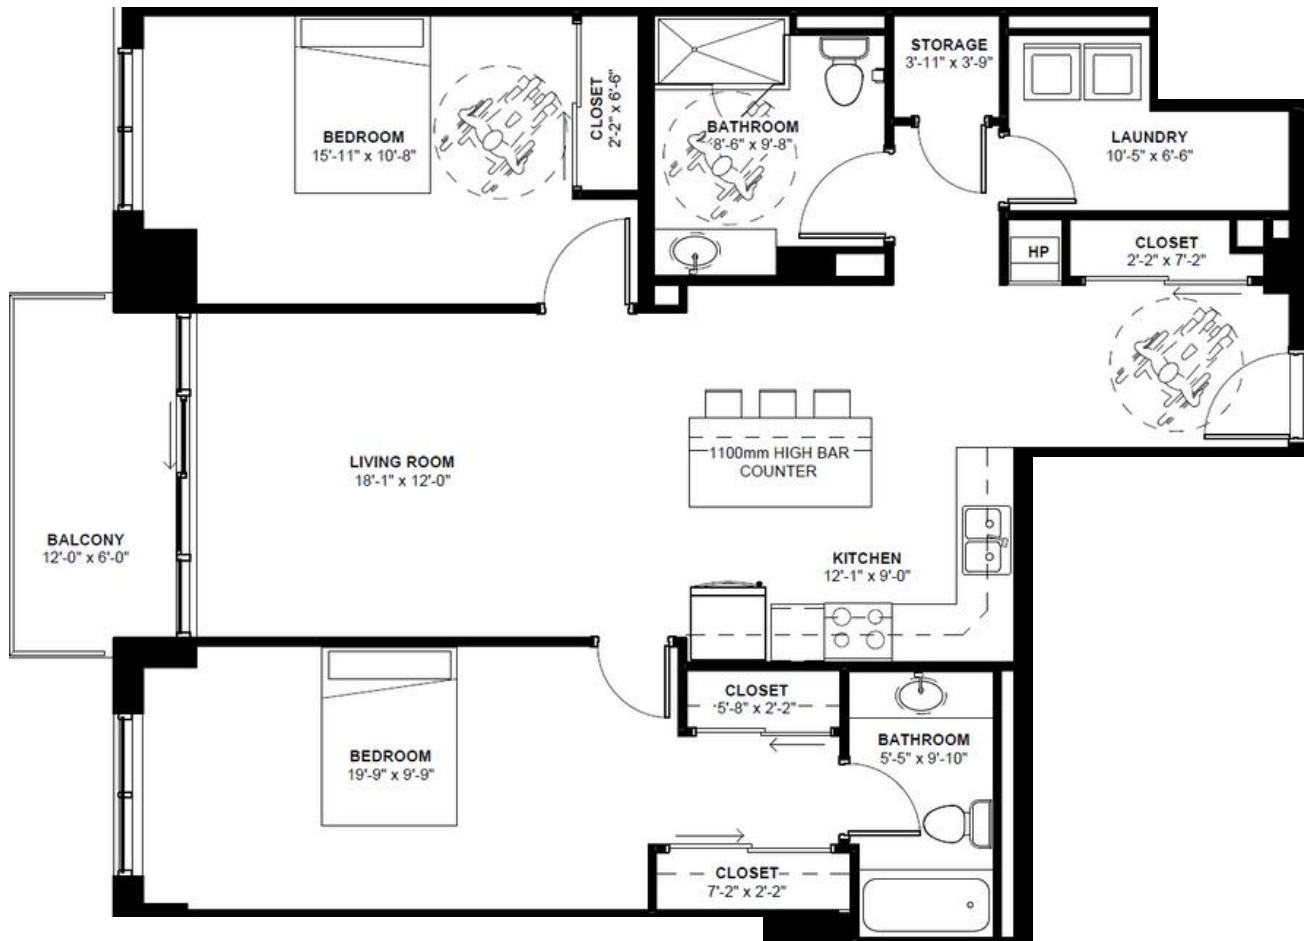 BEDROOM
15'-11" x 10'-8"
CLOSET
2'-2" x 6'-6"
BATHROOM
8'-6" x 9'-8"
STORAGE
3'-11" x 3'-9"
LAUNDRY
10'-5" x 6'-6"
HP
CLOSET
2'-2" x 7'-2"
1100mm HIGH BAR
COUNTER
LIVING ROOM
18'-1" x 12'-0"
BALCONY
12'-0" x 6'-0"
KITCHEN
12'-1" x 9'-0"
BEDROOM
19'-9" x 9'-9"
CLOSET
5'-8" x 2'-2"
BATHROOM
5'-5" x 9'-10"
CLOSET
7'-2" x 2'-2"